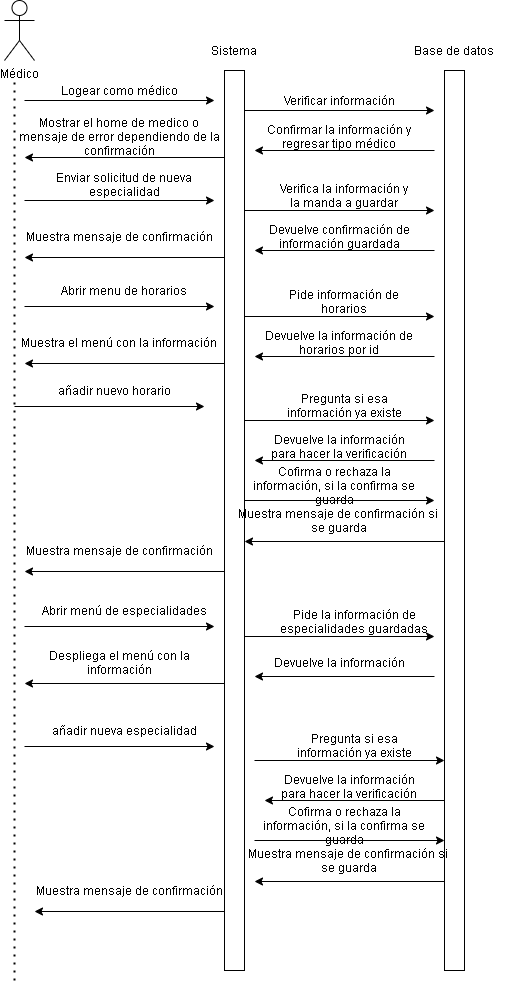 Médico
Sistema
Base de datos
Logear como médico
Verificar información
Mostrar el home de medico o
mensaje de error dependiendo de la
confirmación
Confirmar la información y
regresar tipo médico
Enviar solicitud de nueva
especialidad
Verifica la información y
la manda a guardar
Muestra mensaje de confirmación
Devuelve confirmación de
información guardada
Abrir menu de horarios
Pide información de
horarios
Muestra el menú con la información
Devuelve la información de
horarios por id
añadir nuevo horario
Pregunta si esa
información ya existe
Devuelve la información
para hacer la verificación
Cofirma o rechaza la
información, si la confirma se
guarda
Muestra mensaje de confirmación si
se guarda
Muestra mensaje de confirmación
Abrir menú de especialidades
Pide la información de
especialidades guardadas
Despliega el menú con la
información
Devuelve la información
añadir nueva especialidad
Pregunta si esa
información ya existe
Devuelve la información
para hacer la verificación
Cofirma o rechaza la
información, si la confirma se
guarda
Muestra mensaje de confirmación si
se guarda
Muestra mensaje de confirmación